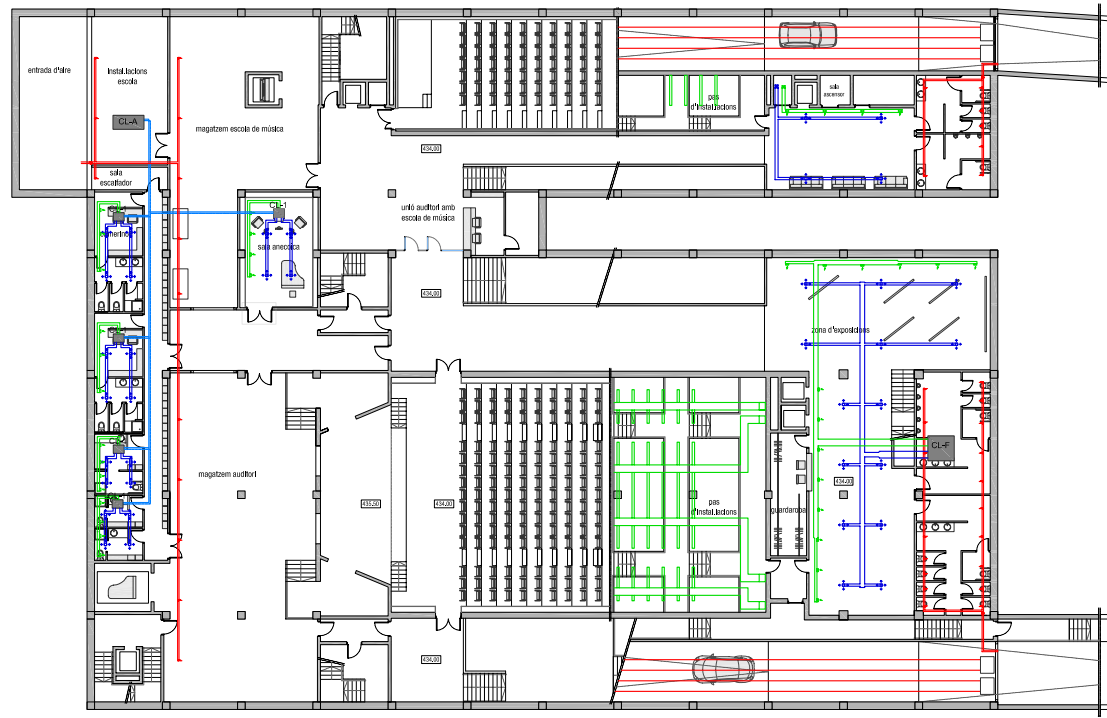 entrada d'aire
Instal.lacions
escola
CL-A
magatzem escola de música
sala
escalfador
434.00
pas
d'Instal.lacions
sala
ascensor
CL-1
sala anecoica
unió auditori amb
escola de música
434.00
zona d'exposicions
magatzem auditori
435.50
434.00
pas
d'Instal.lacions
guardaroba
434.00
CL-F
434.00